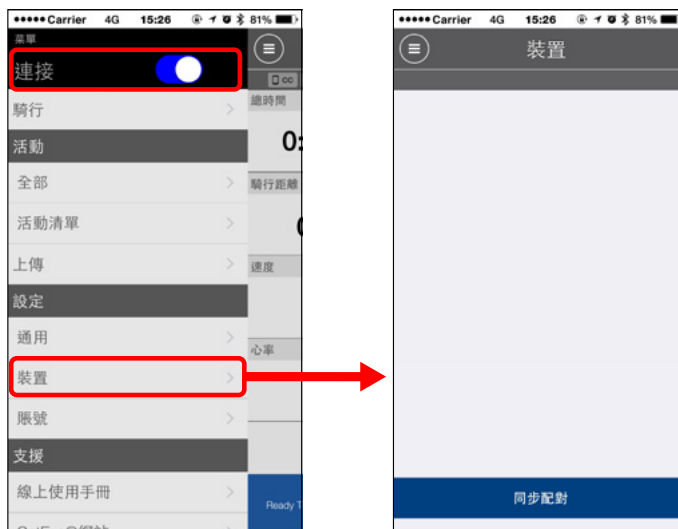 ●●●●● Carrier 4G 15:26 81%
菜單
連接
騎行
活動
全部
活動清單
上傳
設定
通用
裝置
賬號
支援
線上使用手冊
CC
總時間
0:
騎行距離
速度
心率
Ready T
●●●●● Carrier 4G 15:26 81%
裝置
同步配對